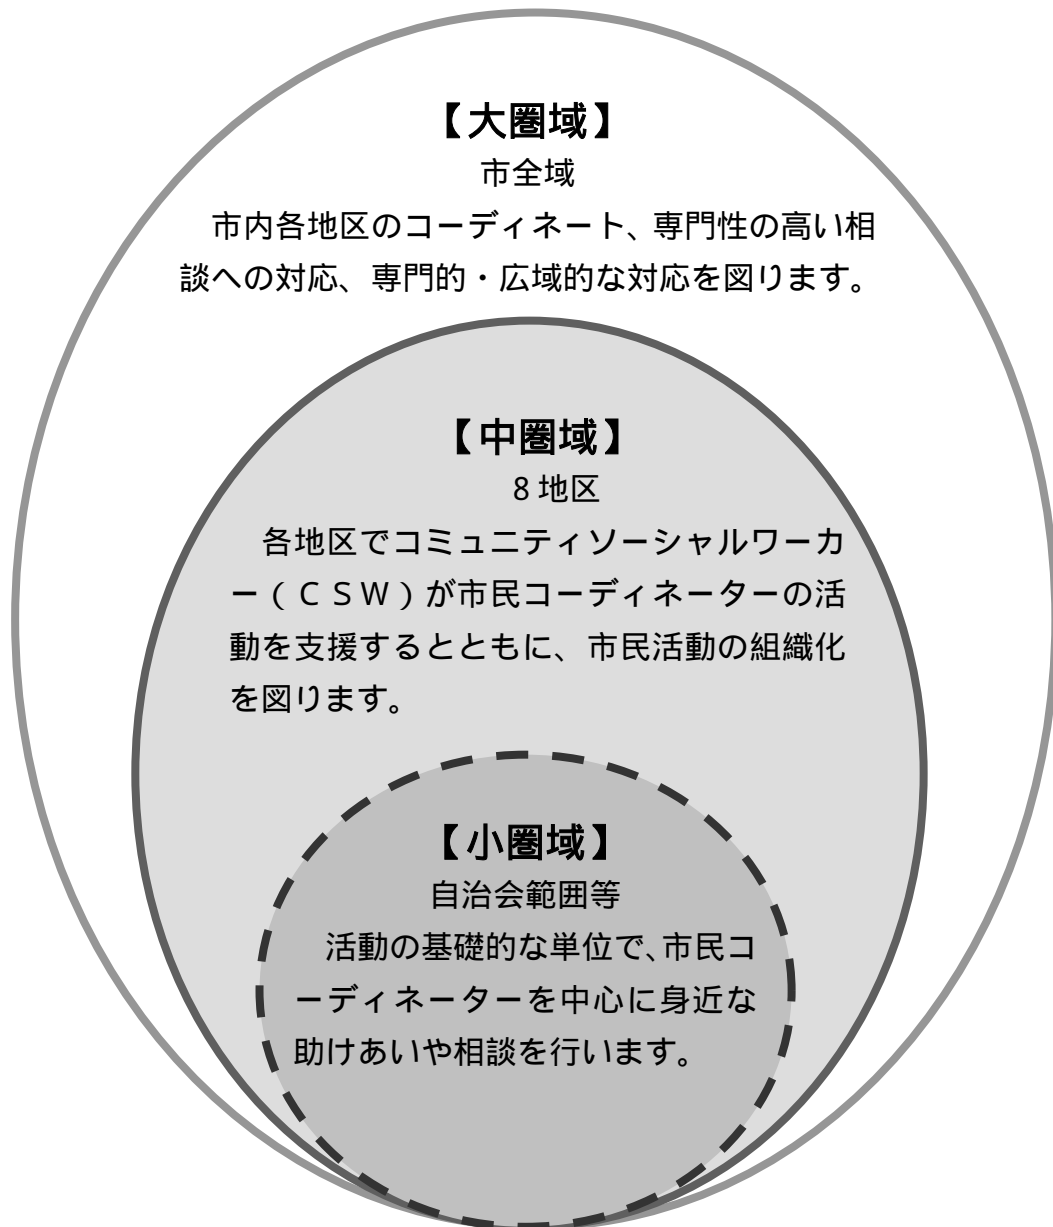 【大圏域】
市全域
市内各地区のコーディネート、専門性の高い相
談への対応、専門的・広域的な対応を図ります。
【中圏域】
8地区
各地区でコミュニティソーシャルワーカ
ー（ＣＳＷ）が市民コーディネーターの活
動を支援するとともに、市民活動の組織化
を図ります。
【小圏域】
自治会範囲等
活動の基礎的な単位で、市民コ
ーディネーターを中心に身近な
助けあいや相談を行います。